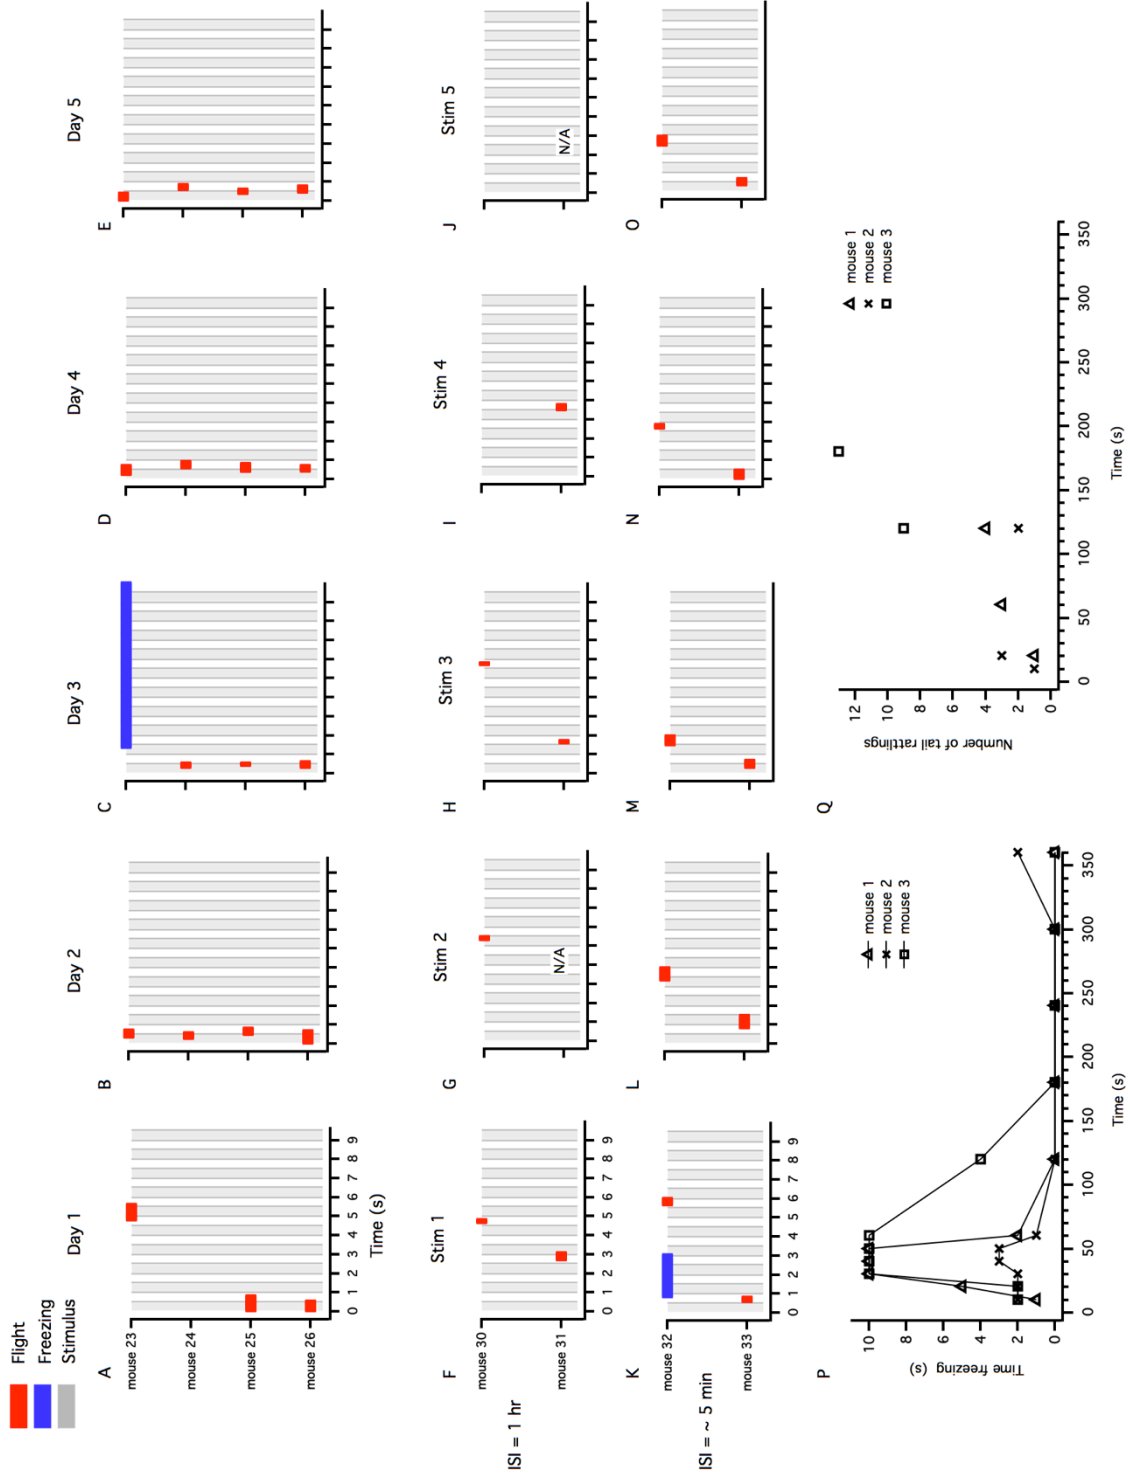 Flight
Freezing
Stimulus
Day 1
Day 2
Day 3
Day 4
Day 5
A
B
C
D
E
mouse 23
mouse 24
mouse 25
mouse 26
0 1 2 3 4 5 6 7 8 9
Time (s)
Stim 1
Stim 2
Stim 3
Stim 4
Stim 5
F
G
H
I
J
ISI = 1 hr
mouse 30
mouse 31
N/A
N/A
0 1 2 3 4 5 6 7 8 9
K
L
M
N
O
ISI = ~ 5 min
mouse 32
mouse 33
0 1 2 3 4 5 6 7 8 9
P
Time freezing (s)
10
8
6
4
2
0
0 50 100 150 200 250 300 350
Time (s)
mouse 1
mouse 2
mouse 3
Q
Number of tail rattlings
12
10
8
6
4
2
0
0 50 100 150 200 250 300 350
Time (s)
mouse 1
mouse 2
mouse 3